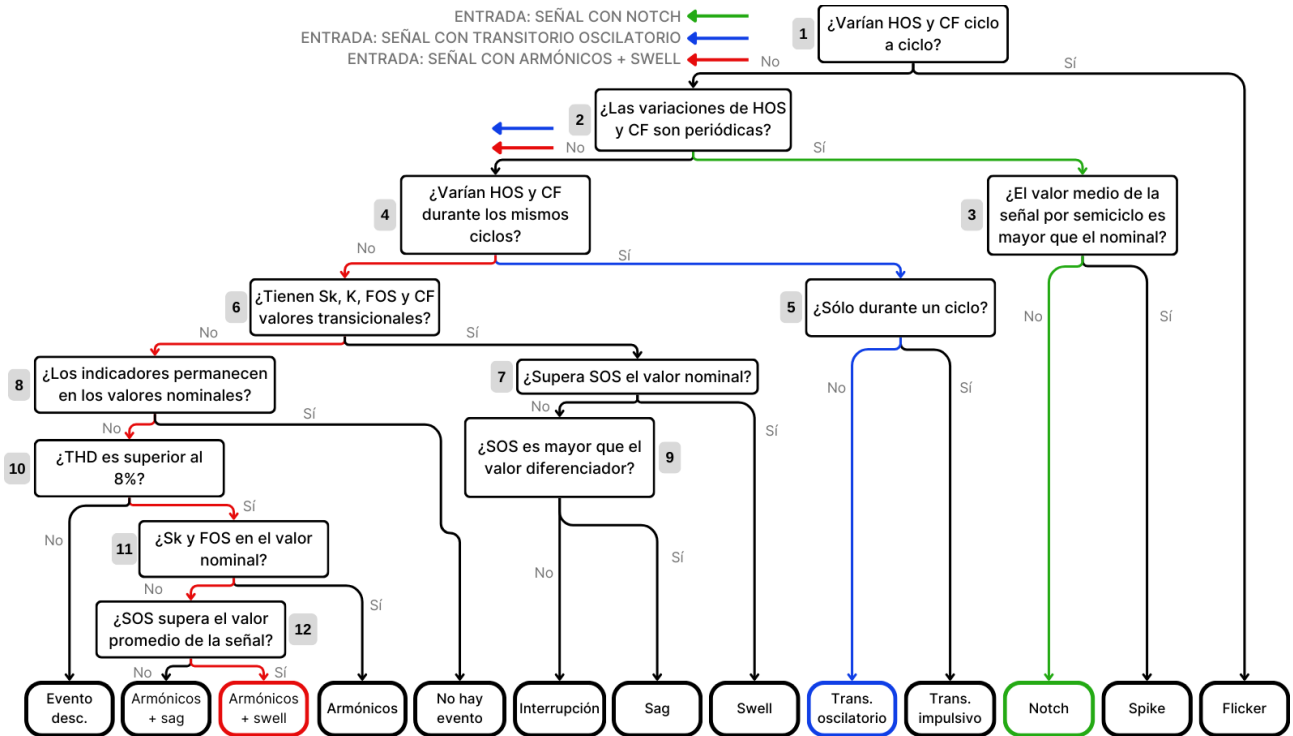 ENTRADA: SEÑAL CON NOTCH
ENTRADA: SEÑAL CON TRANSITORIO OSCILATORIO
ENTRADA: SEÑAL CON ARMÓNICOS + SWELL
1
¿Varían HOS y CF ciclo
a ciclo?
No
Sí
2
¿Las variaciones de HOS
y CF son periódicas?
No
Sí
4
¿Varían HOS y CF
durante los mismos
ciclos?
3
¿El valor medio de la
señal por semiciclo es
mayor que el nominal?
No
Sí
6
¿Tienen Sk, K, FOS y CF
valores transicionales?
5
¿Sólo durante un ciclo?
No
Sí
No
Sí
8
¿Los indicadores permanecen
en los valores nominales?
7
¿Supera SOS el valor nominal?
No
Sí
No
Sí
No
Sí
No
Sí
10
¿THD es superior al
8%?
¿SOS es mayor que el
valor diferenciador?
9
No
Sí
11
¿Sk y FOS en el valor
nominal?
No
Sí
No
Sí
¿SOS supera el valor
promedio de la señal?
12
No
Sí
Evento
desc.
Armónicos
+ sag
Armónicos
+ swell
Armónicos
No hay
evento
Interrupción
Sag
Swell
Trans.
oscilatorio
Trans.
impulsivo
Notch
Spike
Flicker